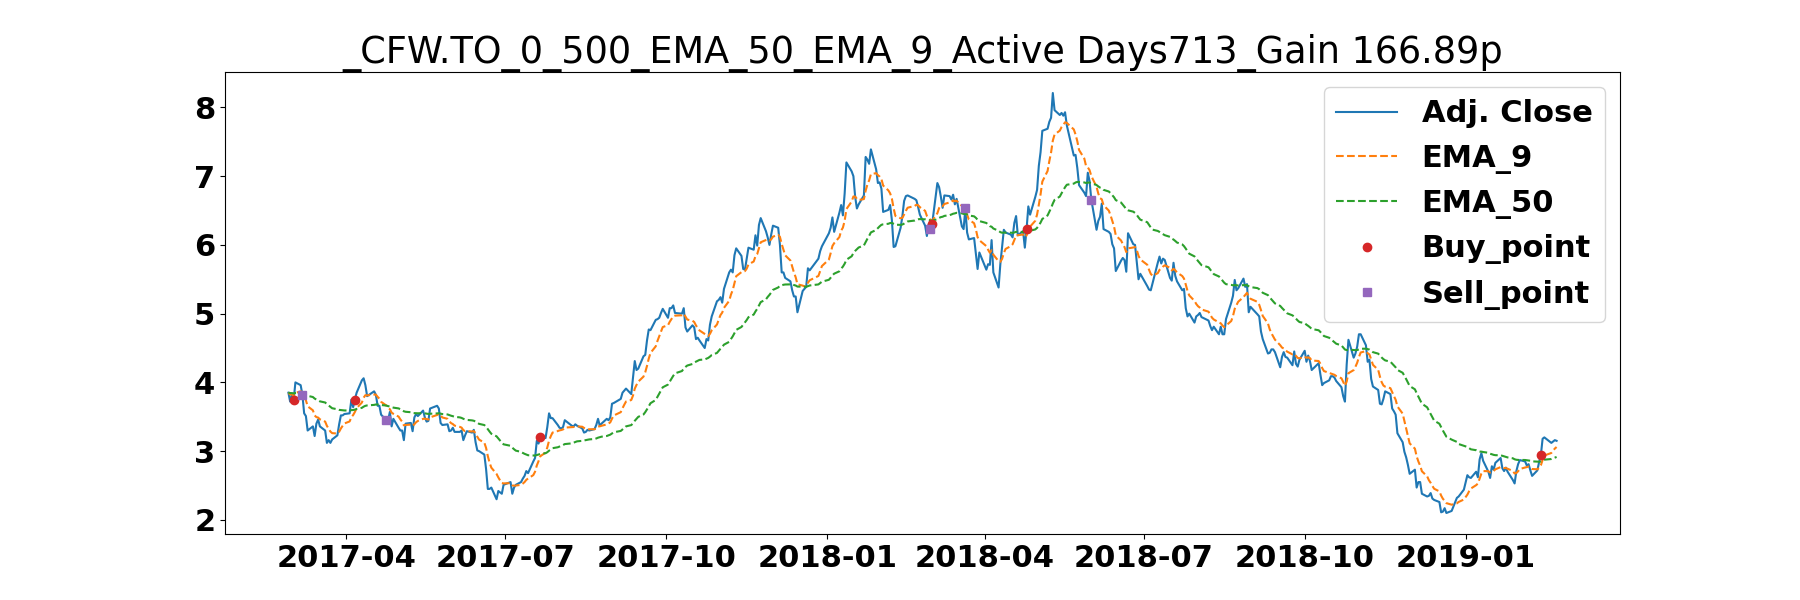 _CFW.TO_0_500_EMA_50_EMA_9_Active Days713_Gain 166.89p
8
7
6
5
4
3
2
Adj. Close
EMA_9
EMA_50
Buy_point
Sell_point
2017-04 2017-07 2017-10 2018-01 2018-04 2018-07 2018-10 2019-01